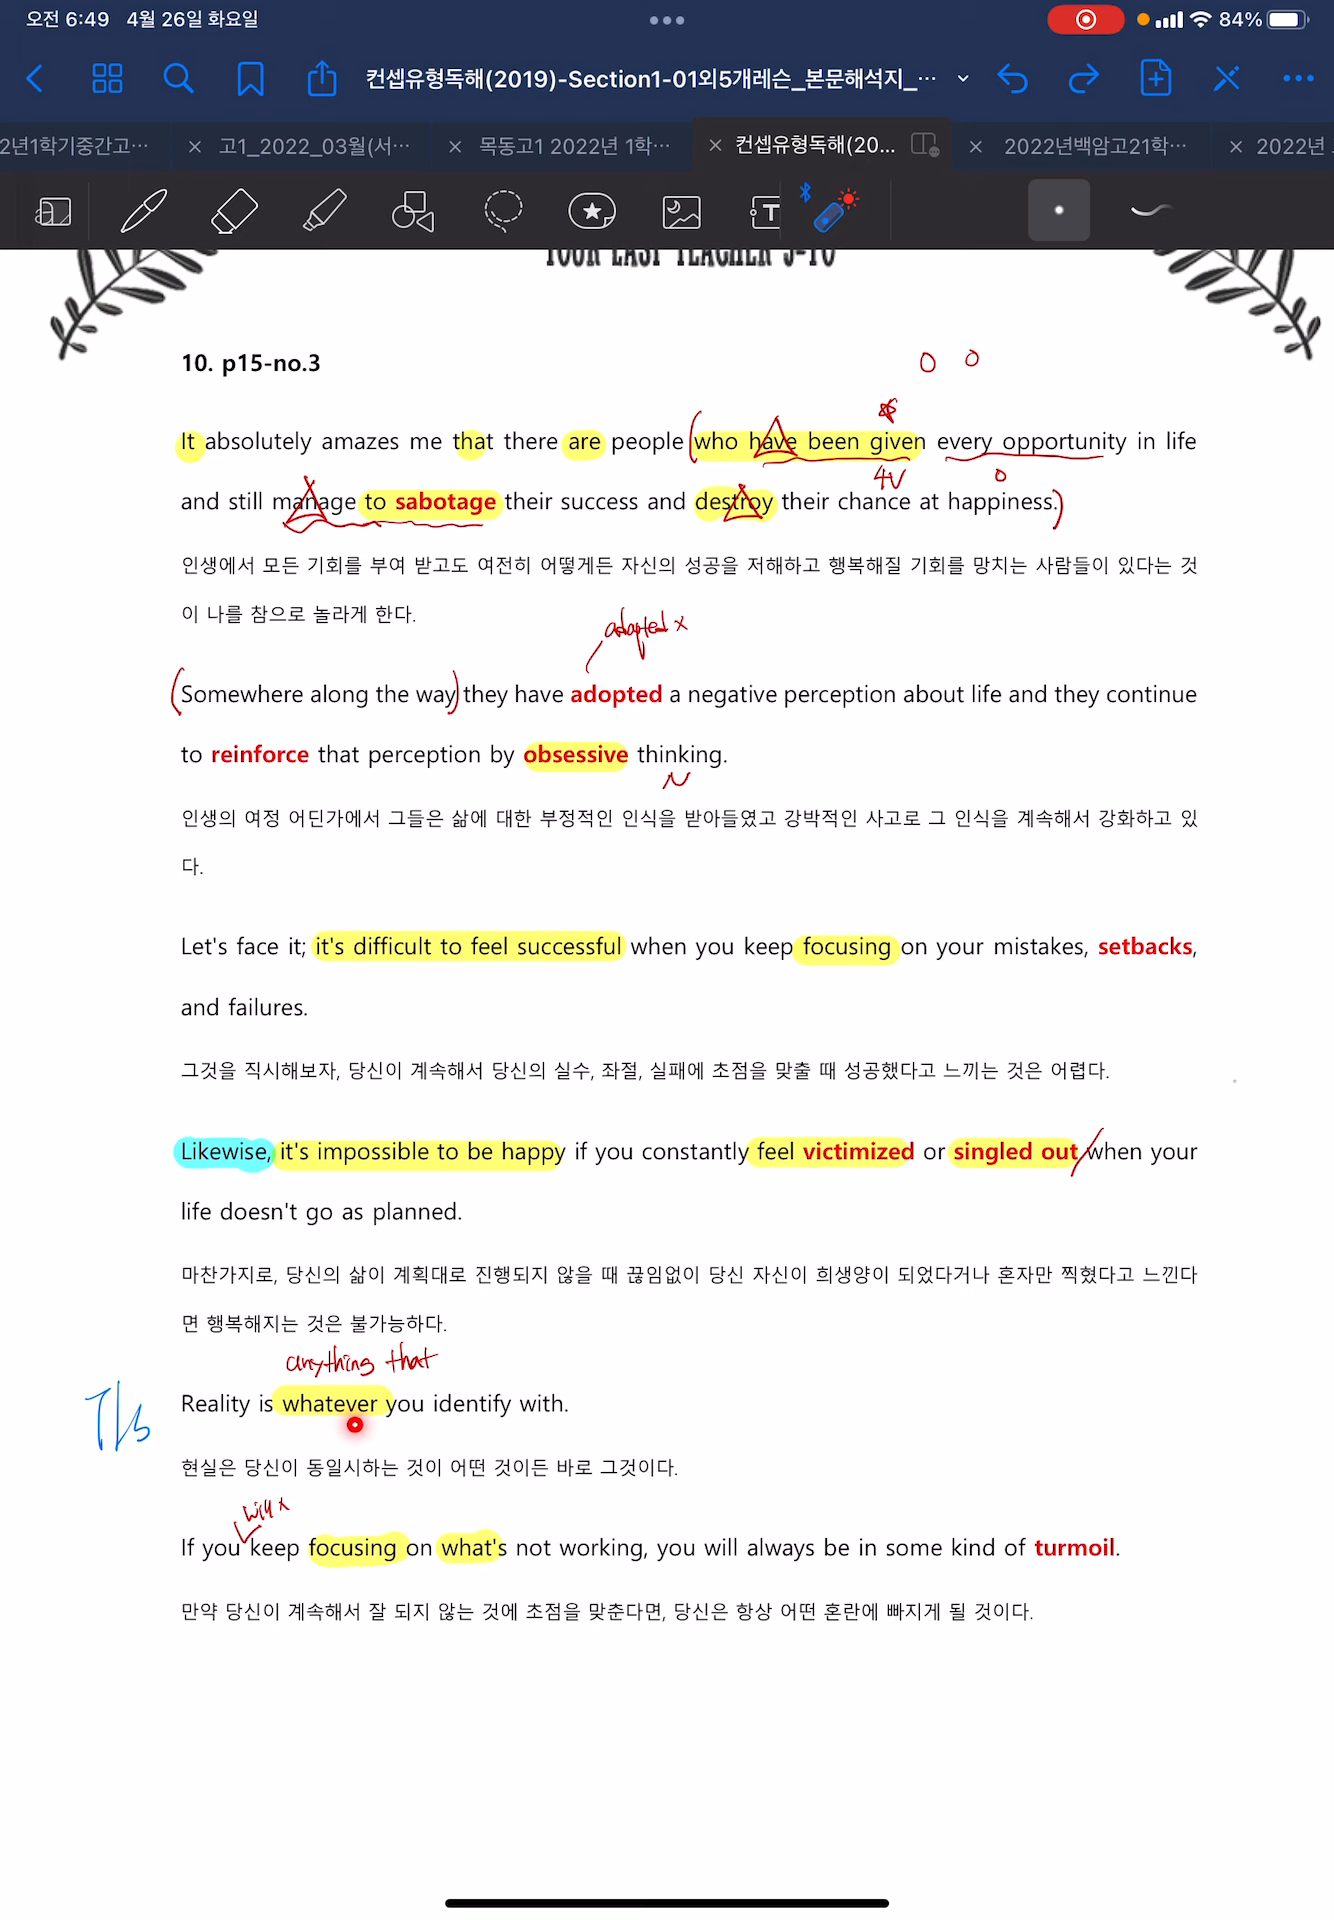 오전 6:49 4월 26일 화요일
84%
컨셉유형독해(2019)-Section1-01외5개레슨_본문해석지_…
2년1학기중간고…
고1_2022_03월(서…
목동고1 2022년 1학…
컨셉유형독해(20...
2022년백암고21학…
2022년
YOUR LAST TEACHER J-YU
10. p15-no.3
O O
It absolutely amazes me that there are people (who have been given every opportunity in life
4V O
and still manage to sabotage their success and destroy their chance at happiness.)
인생에서 모든 기회를 부여 받고도 여전히 어떻게든 자신의 성공을 저해하고 행복해질 기회를 망치는 사람들이 있다는 것
이 나를 참으로 놀라게 한다.
adapted x
(Somewhere along the way) they have adopted a negative perception about life and they continue
to reinforce that perception by obsessive thinking.
N
인생의 여정 어딘가에서 그들은 삶에 대한 부정적인 인식을 받아들였고 강박적인 사고로 그 인식을 계속해서 강화하고 있
다.
Let's face it; it's difficult to feel successful when you keep focusing on your mistakes, setbacks,
and failures.
그것을 직시해보자, 당신이 계속해서 당신의 실수, 좌절, 실패에 초점을 맞출 때 성공했다고 느끼는 것은 어렵다.
Likewise, it's impossible to be happy if you constantly feel victimized or singled out when your
life doesn't go as planned.
마찬가지로, 당신의 삶이 계획대로 진행되지 않을 때 끊임없이 당신 자신이 희생양이 되었다거나 혼자만 찍혔다고 느낀다
면 행복해지는 것은 불가능하다.
anything that
Reality is whatever you identify with.
T/S
현실은 당신이 동일시하는 것이 어떤 것이든 바로 그것이다.
will x
If you keep focusing on what's not working, you will always be in some kind of turmoil.
만약 당신이 계속해서 잘 되지 않는 것에 초점을 맞춘다면, 당신은 항상 어떤 혼란에 빠지게 될 것이다.